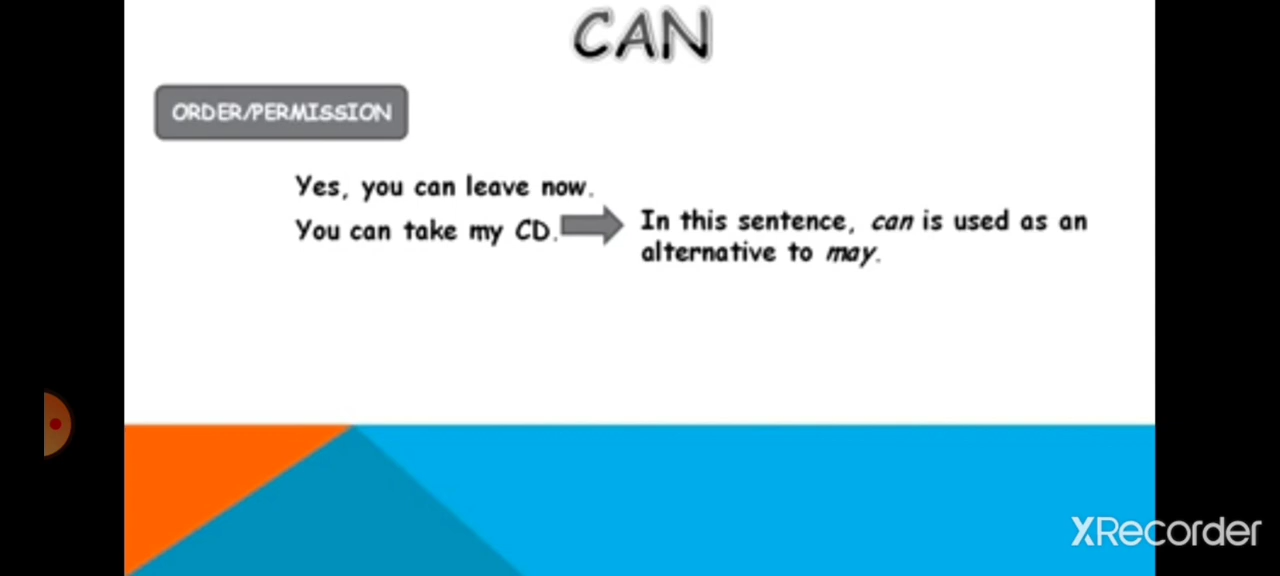 CAN
ORDER/PERMISSION
Yes, you can leave now.
You can take my CD.
In this sentence, can is used as an
alternative to may.
XRecorder